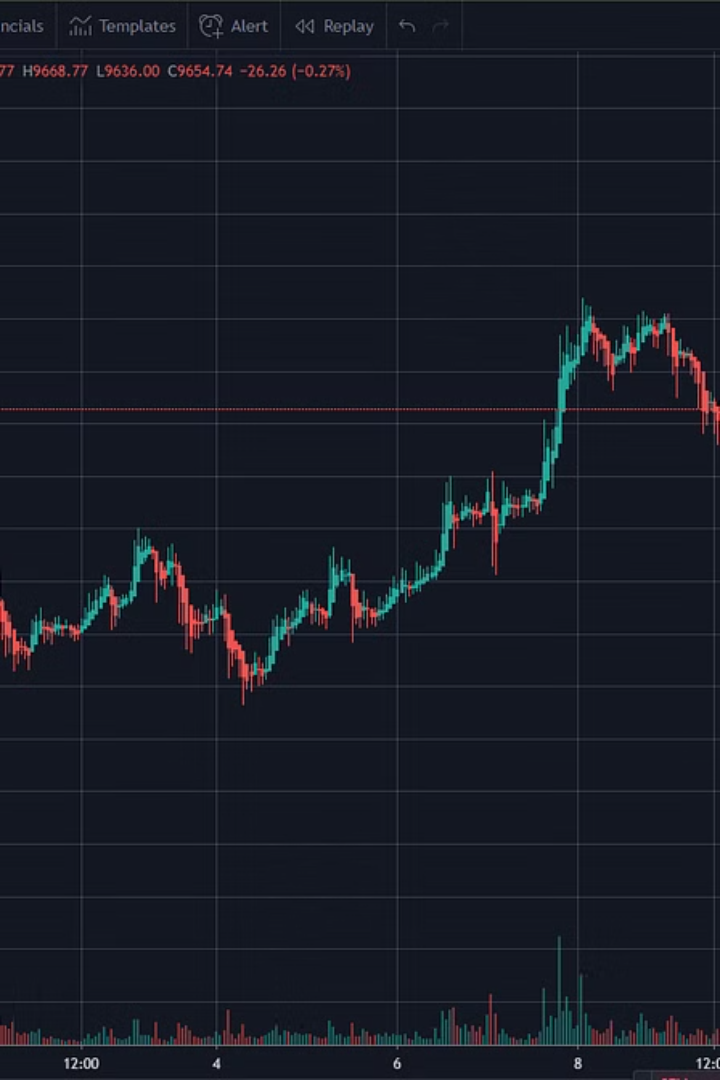 ncials Templates Alert Replay
77 H9668.77 L9636.00 C9654.74 −26.26 (−0.27%)
12:00 4 6 8 12:0